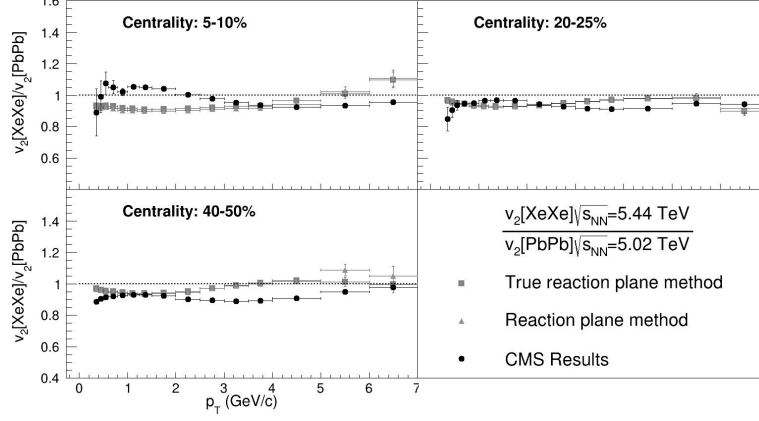 1.6
Centrality: 5-10%
Centrality: 20-25%
1.4
1.2
1
0.8
0.6
v₂[XeXe]/v₂[PbPb]
Centrality: 40-50%
1.4
1.2
1
0.8
0.6
0.4
v₂[XeXe]/v₂[PbPb]
0 1 2 3 4 5 6 7
p_T (GeV/c)
v₂[XeXe]√s_NN=5.44 TeV
v₂[PbPb]√s_NN=5.02 TeV
True reaction plane method
Reaction plane method
CMS Results